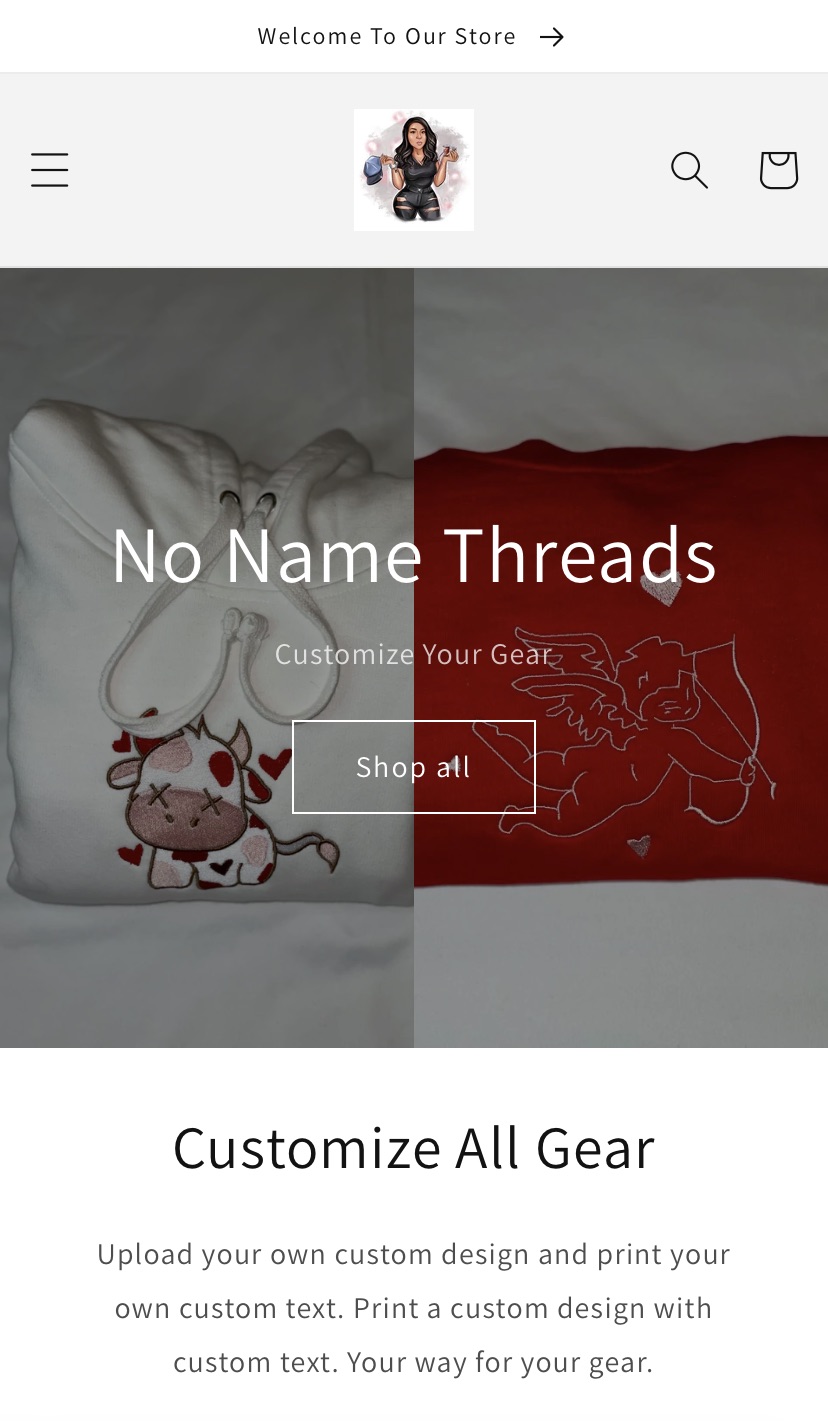 Welcome To Our Store
No Name Threads
Customize Your Gear
Shop all
Customize All Gear
Upload your own custom design and print your
own custom text. Print a custom design with
custom text. Your way for your gear.